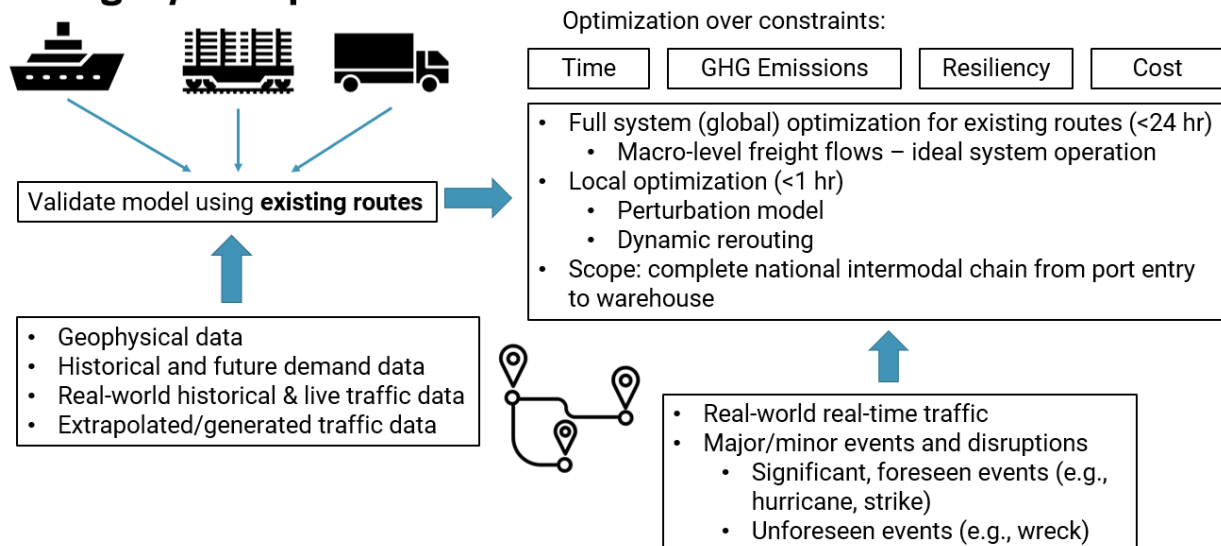 Optimization over constraints:
Time
GHG Emissions
Resiliency
Cost
• Full system (global) optimization for existing routes (<24 hr)
• Macro-level freight flows – ideal system operation
• Local optimization (<1 hr)
• Perturbation model
• Dynamic rerouting
• Scope: complete national intermodal chain from port entry
to warehouse
Validate model using existing routes
• Geophysical data
• Historical and future demand data
• Real-world historical & live traffic data
• Extrapolated/generated traffic data
• Real-world real-time traffic
• Major/minor events and disruptions
• Significant, foreseen events (e.g.,
hurricane, strike)
• Unforeseen events (e.g., wreck)